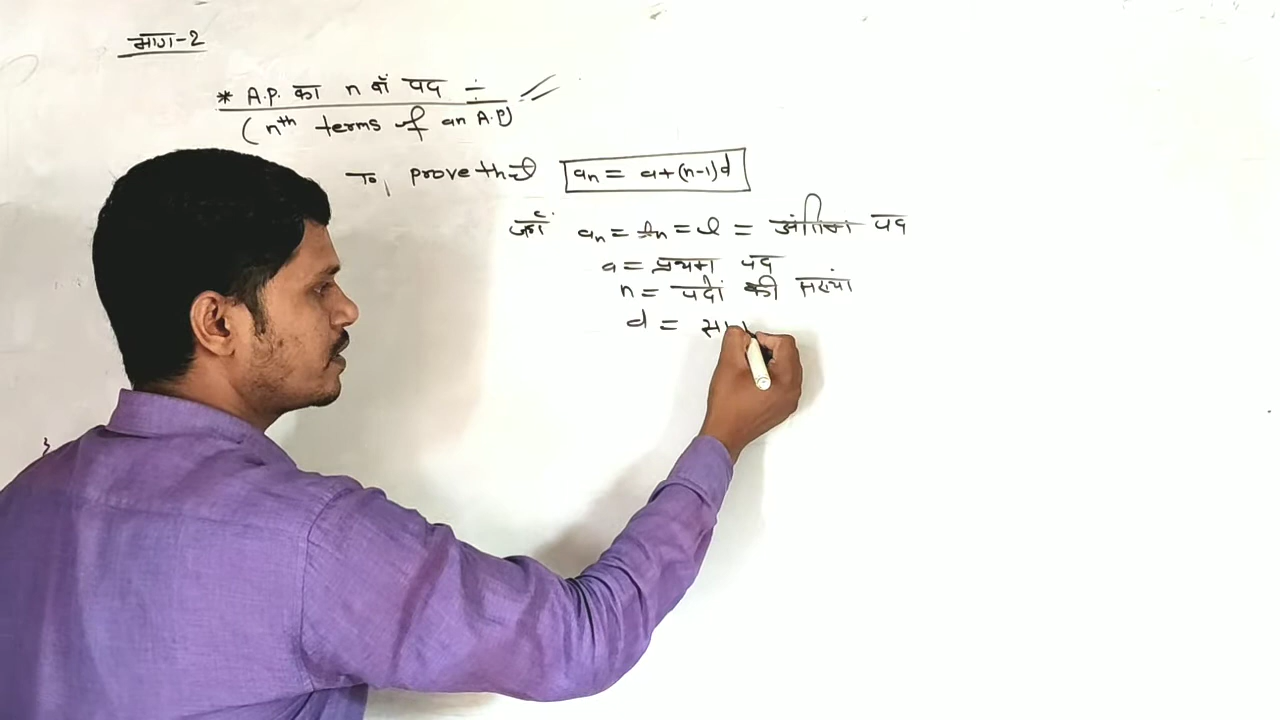 भाग-2
* A.P. का n वाँ पद ÷
( nth terms of an A.P)
To, prove that aₙ = a+(n-1)d
जहाँ aₙ = tₙ = l = अंतिम पद
a = प्रथम पद
n = पदों की संख्या
d = सा